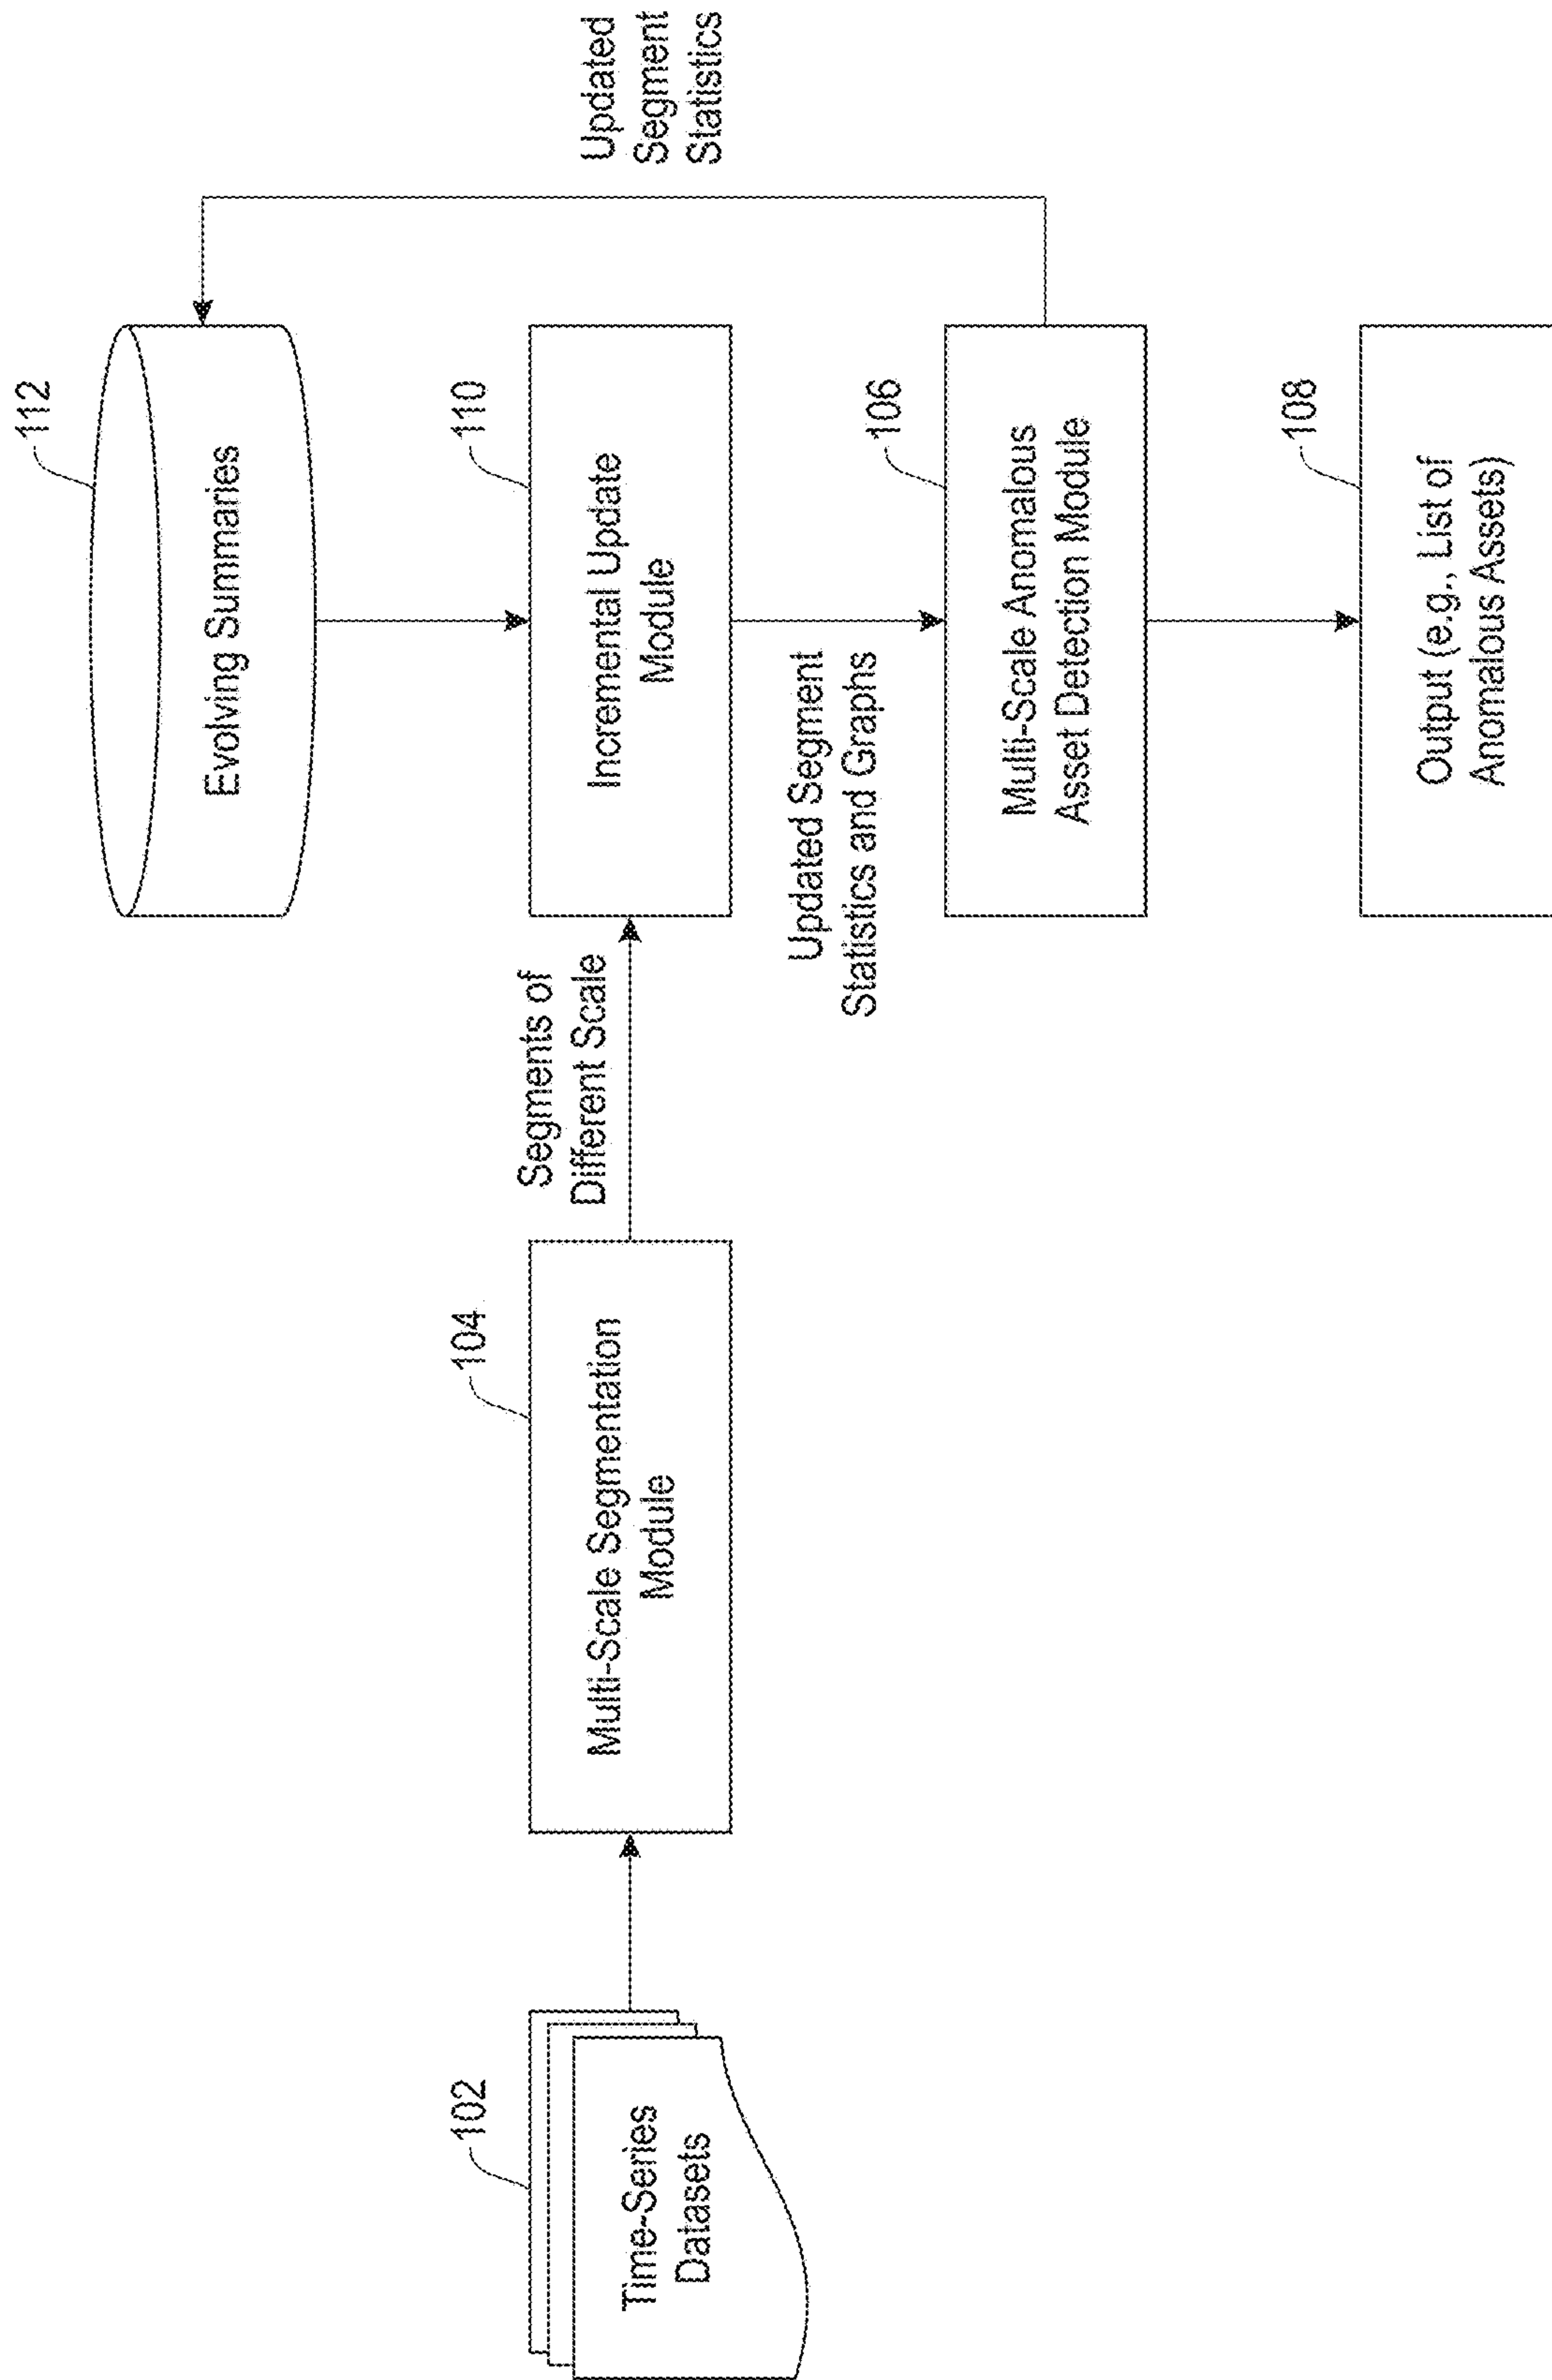 112
Evolving Summaries
Updated
Segment
Statistics
102
Time-Series
Datasets
104
Multi-Scale Segmentation
Module
Segments of
Different Scale
110
Incremental Update
Module
Updated Segment
Statistics and Graphs
106
Multi-Scale Anomalous
Asset Detection Module
108
Output (e.g., List of
Anomalous Assets)